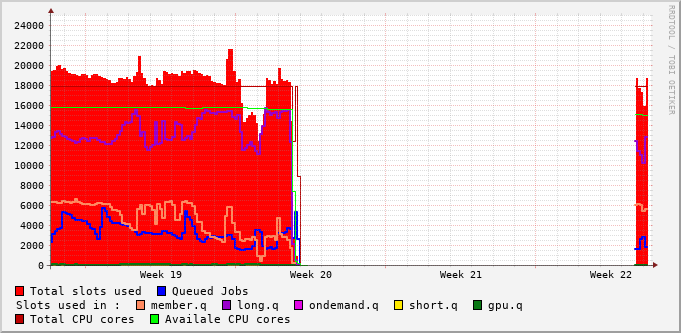 RRDTOOL / TOBI OETIKER
24000
22000
20000
18000
16000
14000
12000
10000
8000
6000
4000
2000
0
Week 19 Week 20 Week 21 Week 22
Total slots used Queued Jobs
Slots used in : member.q long.q ondemand.q short.q gpu.q
Total CPU cores Availale CPU cores